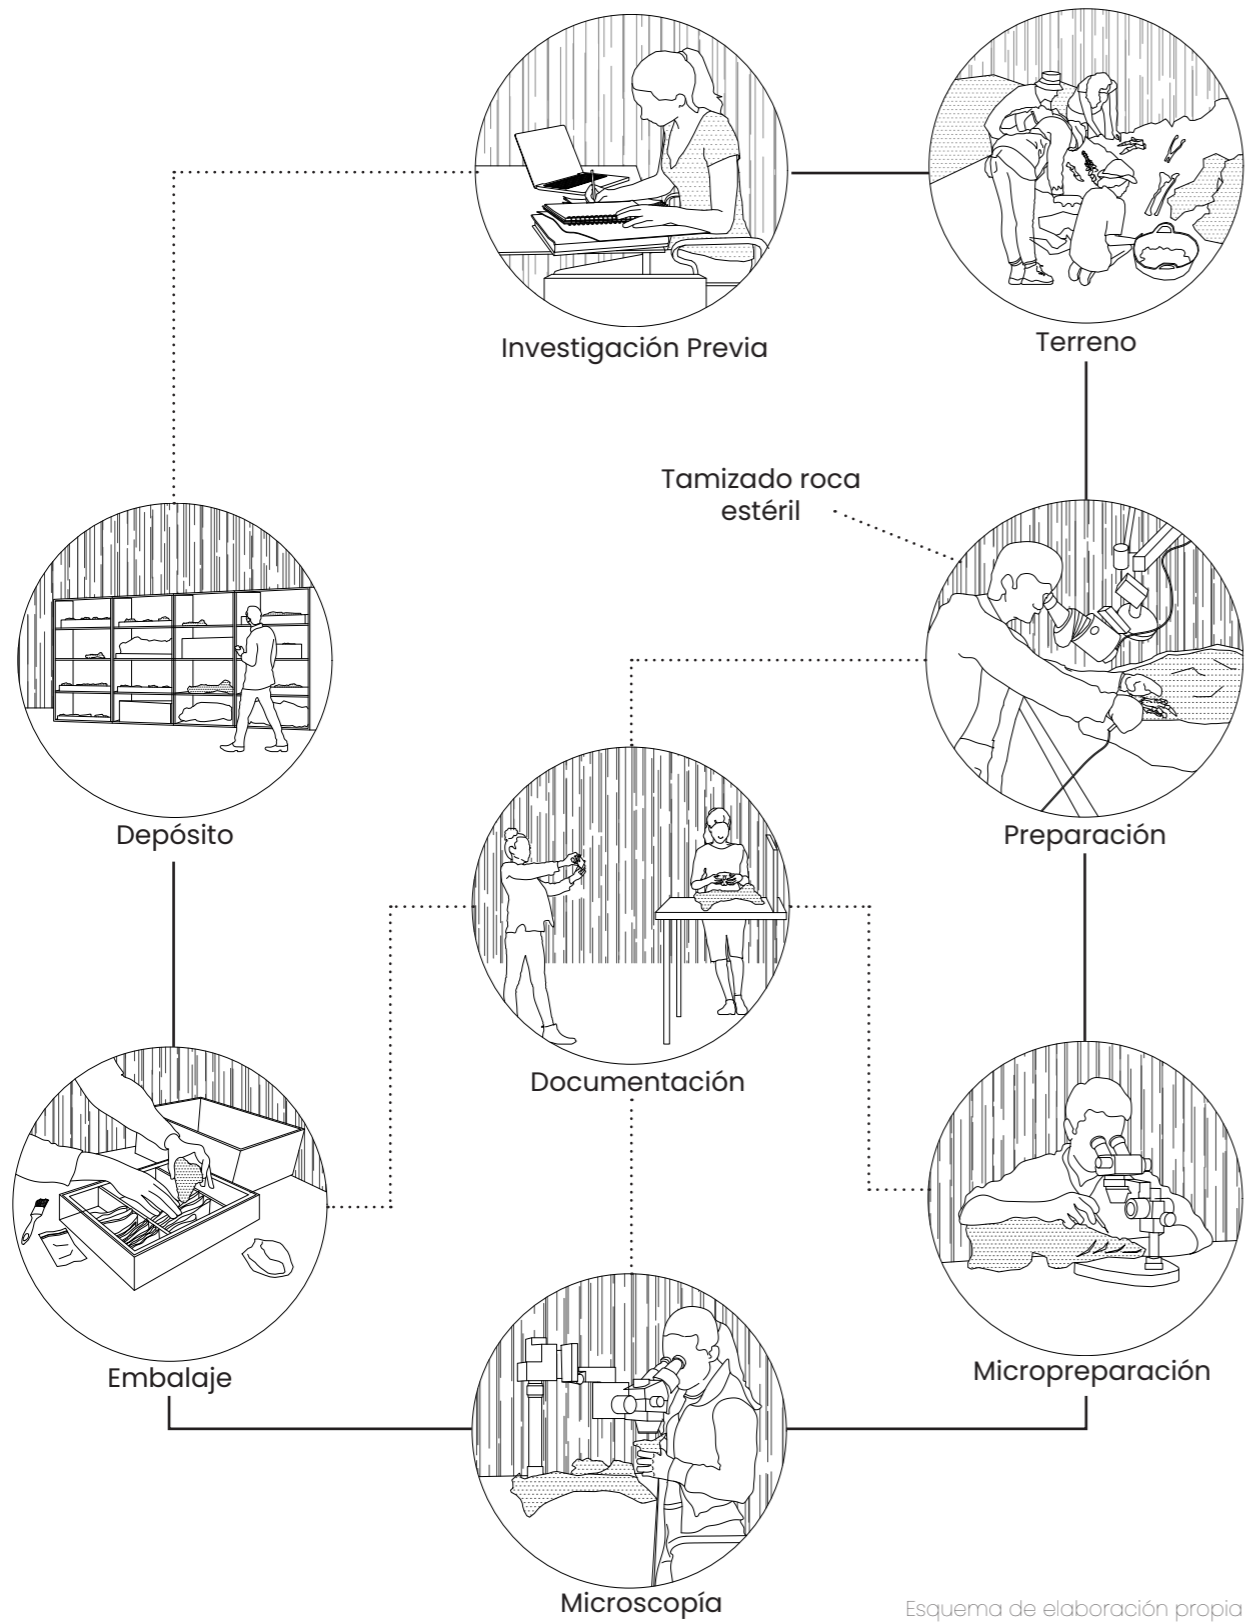 Investigación Previa
Terreno
Tamizado roca
estéril
Depósito
Preparación
Documentación
Embalaje
Micropreparación
Microscopía
Esquema de elaboración propia